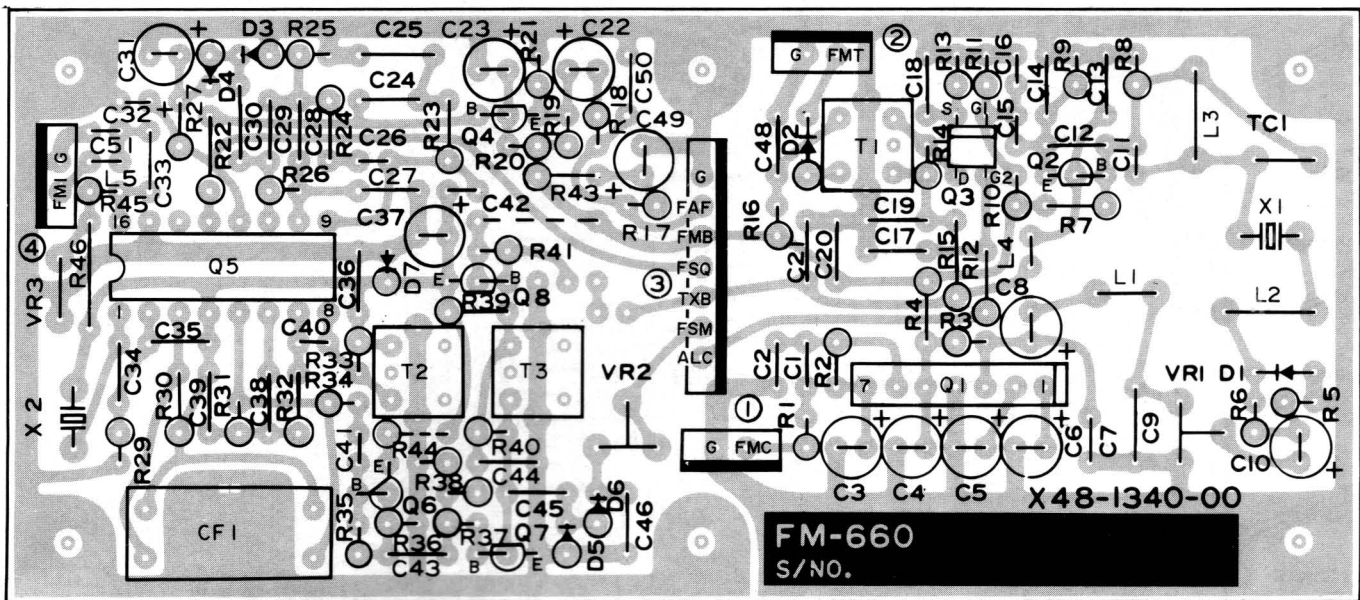 C31
+
D3
R25
C25
C23
+
R21
+
C22
C50
D4
C32
+
R27
R22
C30
C29
C28
R24
C24
C26
R23
B
Q4
E
R19
R18
C49
C51
L5
C33
R26
C27
R20
R43
+
G
FM1
R45
④
16
9
C37
+
C42
R17
R46
Q5
C36
D7
R41
E
B
Q8
R39
VR3
1
8
C35
C40
R33
R34
C34
R30
C39
R31
C38
R32
T2
T3
VR2
X2
R29
C41
R44
R40
E
R38
C44
B
Q6
C45
D6
C46
CF1
R35
R36
C43
R37
Q7
B
E
D5
G
FAF
FMB
③
FSQ
TXB
FSM
ALC
①
G FMC
②
G FMT
C48
D2
T1
C18
R13
R11
C16
C14
R9
C13
R8
S
G1
C15
R14
D
G2
Q3
R10
C12
Q2
B
E
C11
R7
L3
TC1
R16
C21
C20
C19
C17
R15
R12
L4
X1
R4
R3
C8
+
L1
L2
C2
C1
R2
7
Q1
1
VR1
D1
R1
+
+
+
+
C3
C4
C5
C6
C7
C9
R6
R5
C10
+
X48-1340-00
FM-660
S/NO.